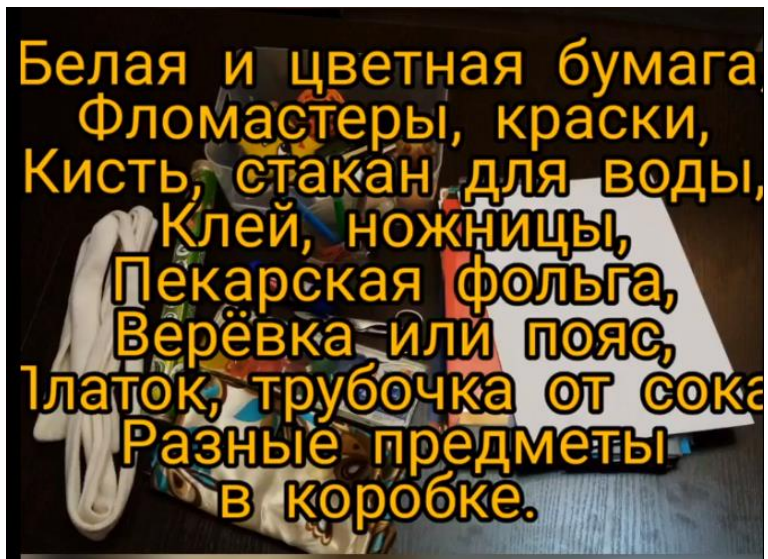 Белая и цветная бумага,
Фломастеры, краски,
Кисть, стакан для воды,
Клей, ножницы,
Пекарская фольга,
Верёвка или пояс,
Платок, трубочка от сока
Разные предметы
в коробке.